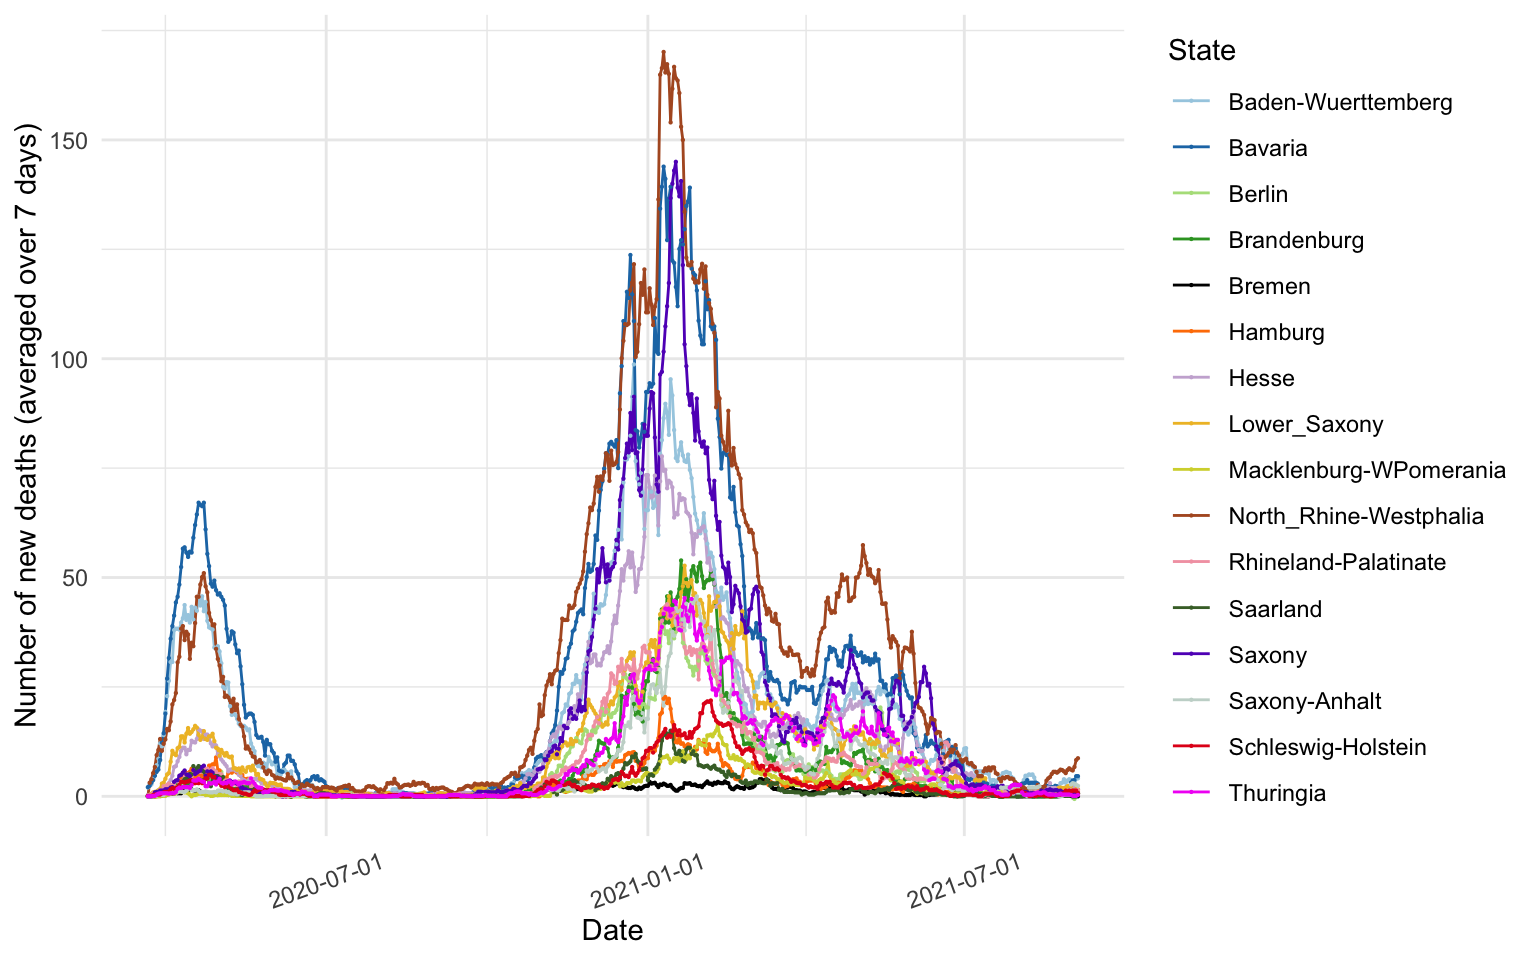 Number of new deaths (averaged over 7 days)
150
100
50
0
2020-07-01
2021-01-01
2021-07-01
Date
State
Baden-Wuerttemberg
Bavaria
Berlin
Brandenburg
Bremen
Hamburg
Hesse
Lower_Saxony
Macklenburg-WPomerania
North_Rhine-Westphalia
Rhineland-Palatinate
Saarland
Saxony
Saxony-Anhalt
Schleswig-Holstein
Thuringia